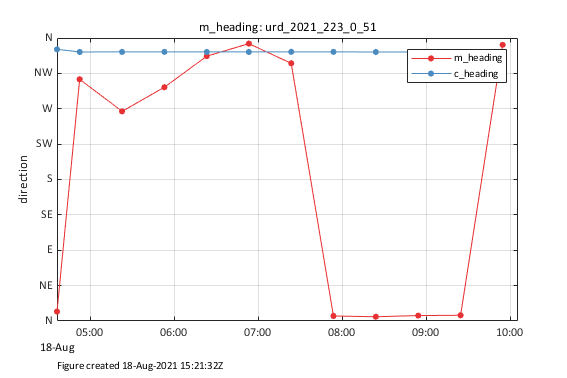 m_heading: urd_2021_223_0_51
N
NW
W
SW
S
SE
E
NE
N
direction
m_heading
c_heading
05:00 06:00 07:00 08:00 09:00 10:00
18-Aug
Figure created 18-Aug-2021 15:21:32Z